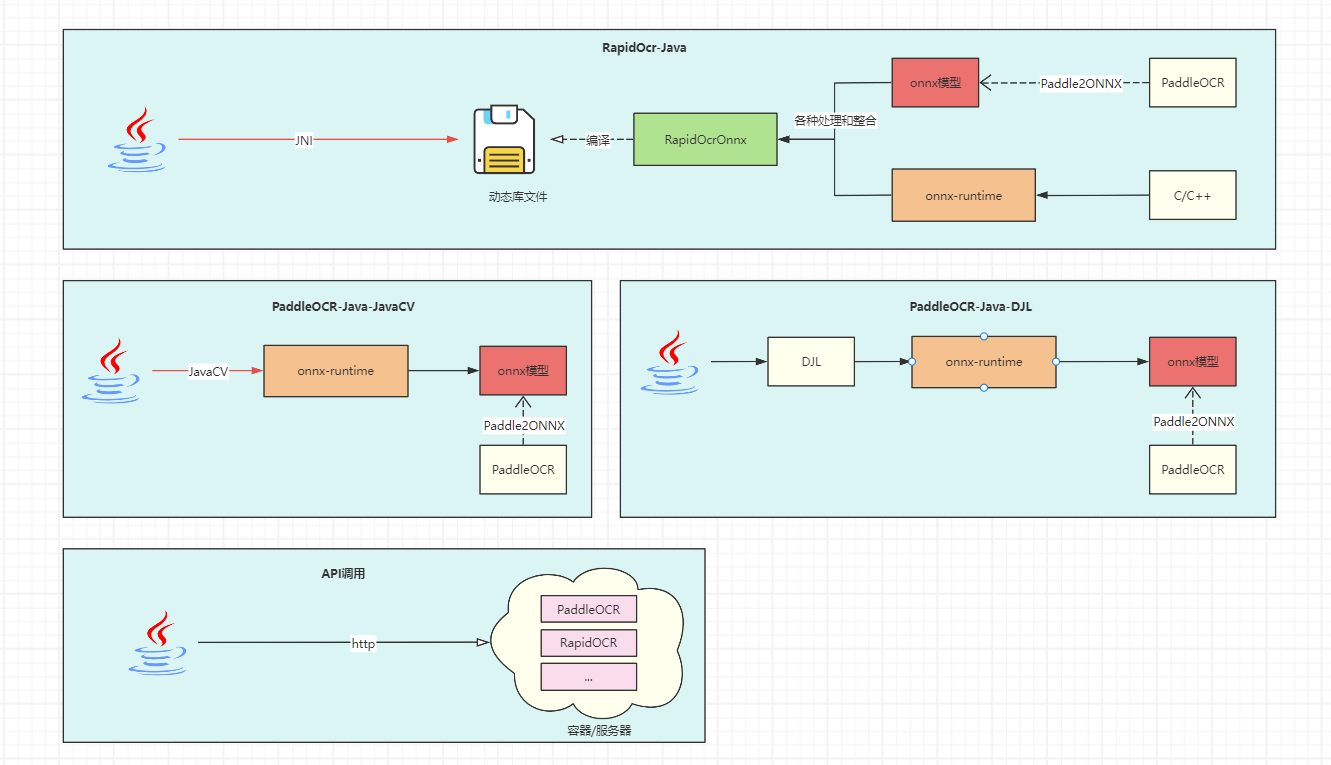 RapidOcr-Java
onnx模型
Paddle2ONNX
PaddleOCR
各种处理和整合
JNI
编译
RapidOcrOnnx
动态库文件
onnx-runtime
C/C++
PaddleOCR-Java-JavaCV
JavaCV
onnx-runtime
onnx模型
Paddle2ONNX
PaddleOCR
PaddleOCR-Java-DJL
DJL
onnx-runtime
onnx模型
Paddle2ONNX
PaddleOCR
API调用
http
PaddleOCR
RapidOCR
...
容器/服务器